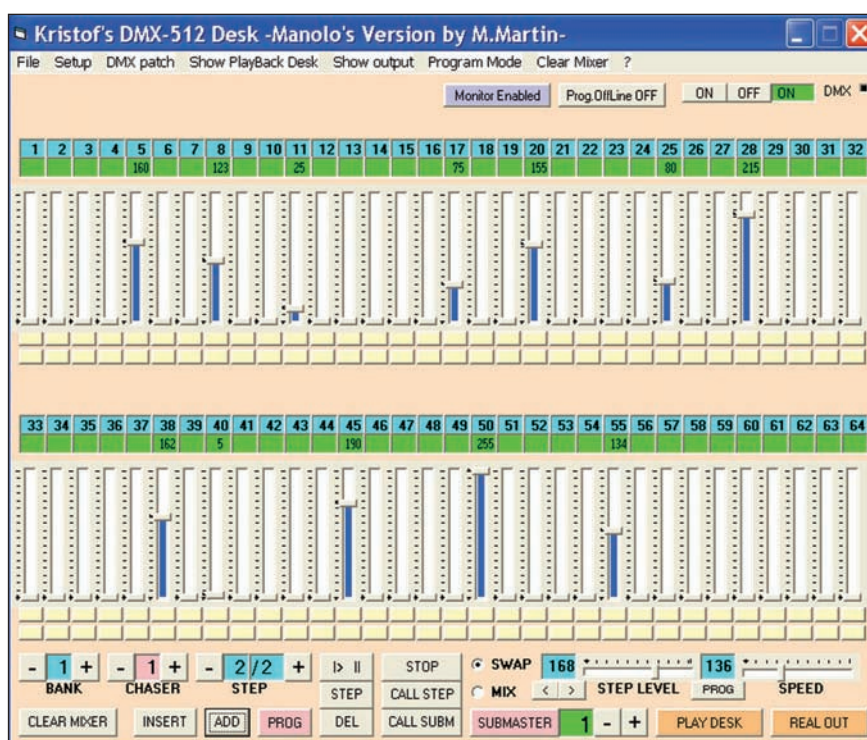 Kristof's DMX-512 Desk -Manolo's Version by M.Martin-
File Setup DMX patch Show PlayBack Desk Show output Program Mode Clear Mixer ?
Monitor Enabled Prog.OffLine OFF ON OFF ON DMX
1 2 3 4 5 6 7 8 9 10 11 12 13 14 15 16 17 18 19 20 21 22 23 24 25 26 27 28 29 30 31 32
160 123 25 75 155 80 215
33 34 35 36 37 38 39 40 41 42 43 44 45 46 47 48 49 50 51 52 53 54 55 56 57 58 59 60 61 62 63 64
162 5 190 255 134
- 1 + - 1 + - 2/2 + I> II STOP SWAP 168 136
BANK CHASER STEP STEP CALL STEP MIX < > STEP LEVEL PROG SPEED
CLEAR MIXER INSERT ADD PROG DEL CALL SUBM SUBMASTER 1 - + PLAY DESK REAL OUT